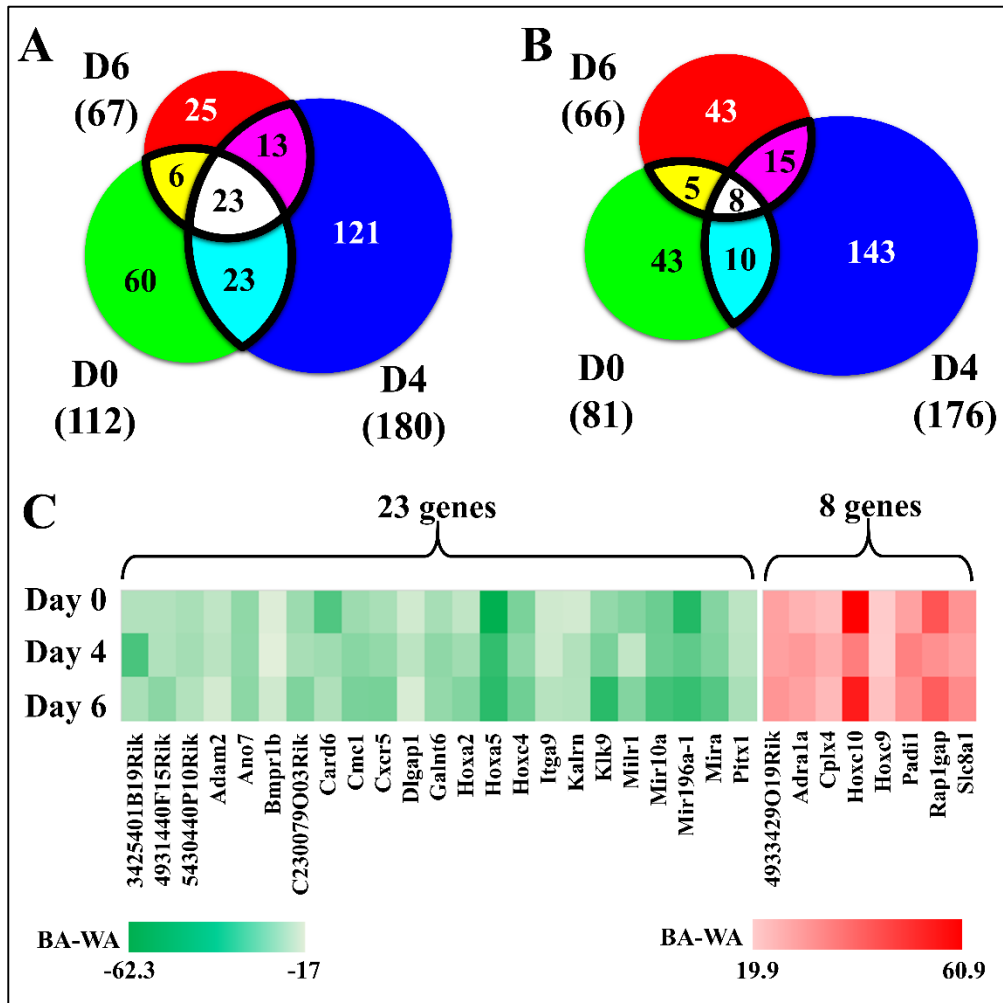 A
D6
(67)
25
13
6
23
121
60
23
D0
(112)
D4
(180)
B
D6
(66)
43
15
5
8
43
10
143
D0
(81)
D4
(176)
C
23 genes
8 genes
Day 0
Day 4
Day 6
3425401B19Rik
4931440F15Rik
5430440P10Rik
Adam2
Ano7
Bmpr1b
C230079O03Rik
Card6
Cmc1
Cxcr5
Dlgap1
Galnt6
Hoxa2
Hoxa5
Hoxc4
Itga9
Kalrn
Klk9
Milr1
Mir10a
Mir196a-1
Mira
Pitx1
4933429O19Rik
Adra1a
Cplx4
Hoxc10
Hoxc9
Padi1
Rap1gap
Slc8a1
BA-WA
-62.3
-17
BA-WA
19.9
60.9